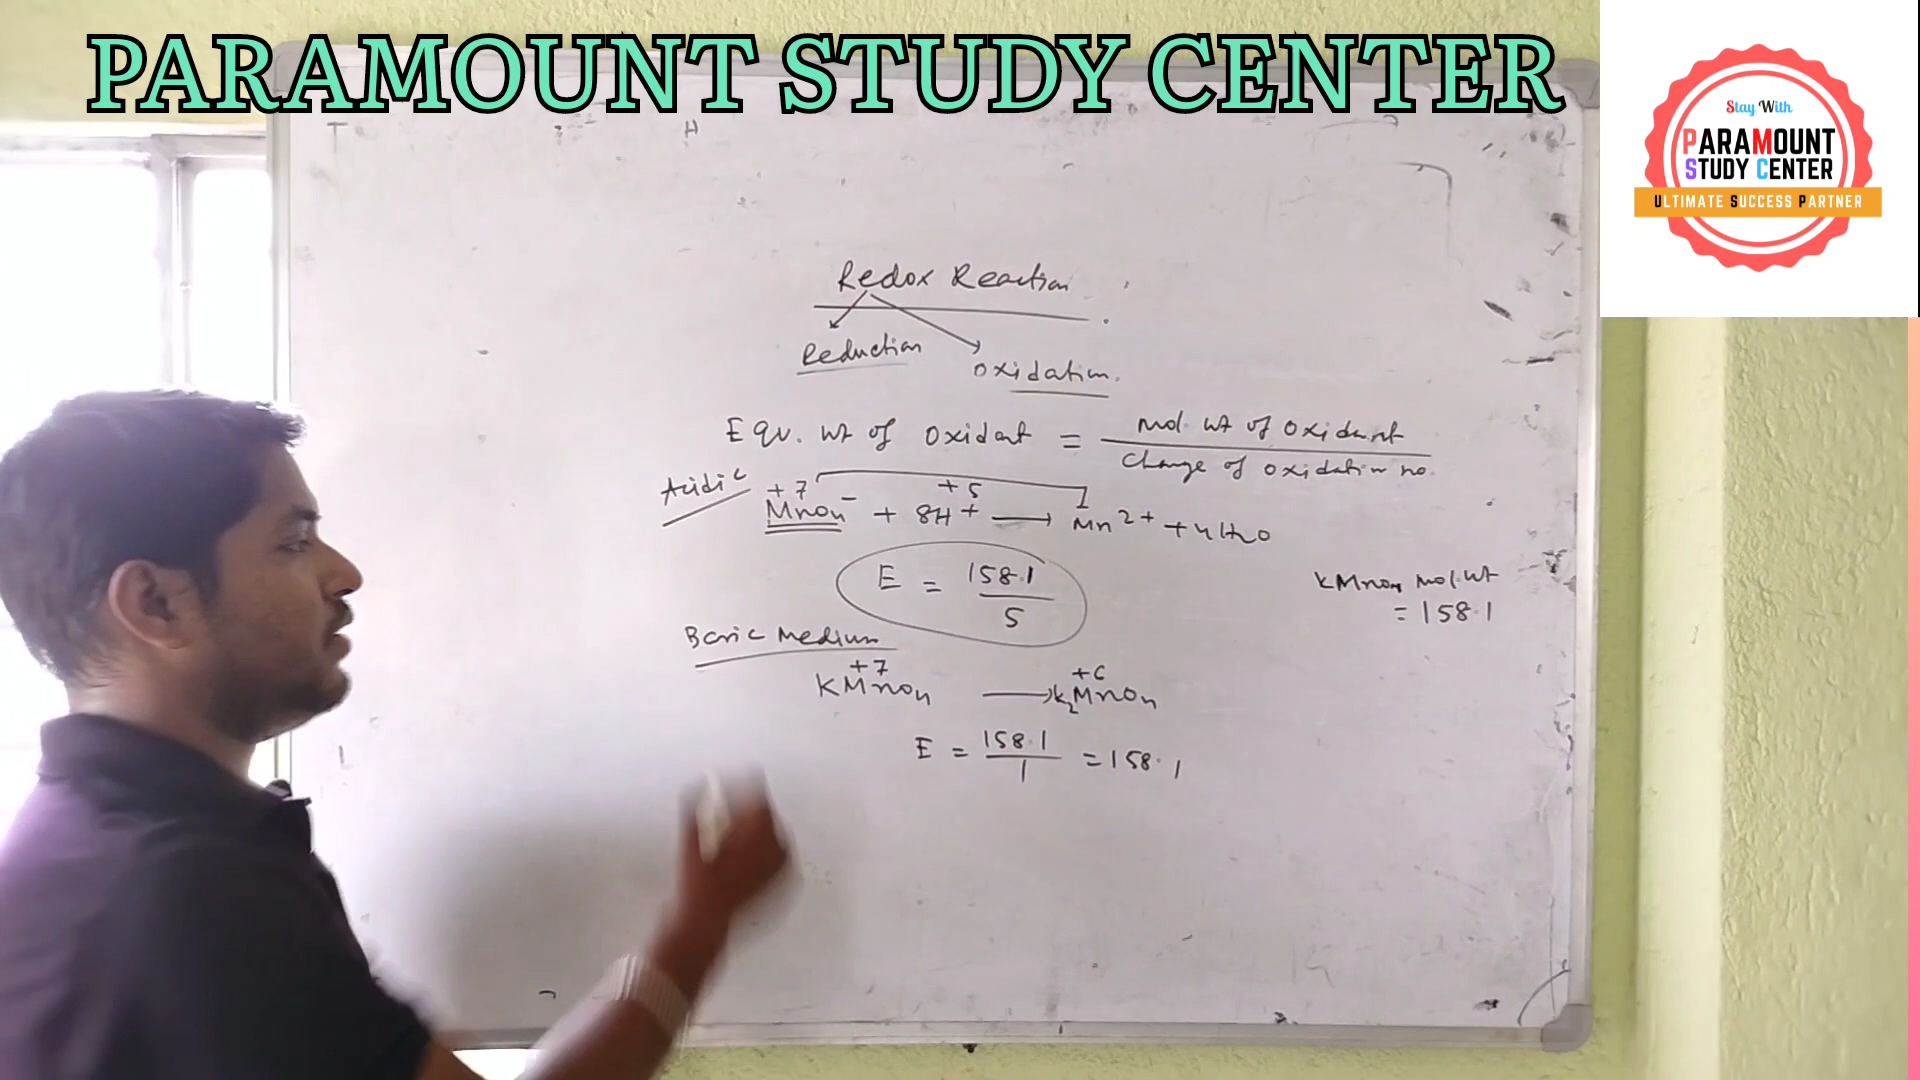 PARAMOUNT STUDY CENTER
Stay With
PARAMOUNT
STUDY CENTER
ULTIMATE SUCCESS PARTNER
Redox Reaction
Reduction
Oxidation.
Equ. wt of Oxidant = mol. wt of Oxidant / Change of Oxidation no.
Acidic
+7 +5
MnO4⁻ + 8H⁺ → Mn²⁺ + 4H2O
E = 158.1 / 5
KMnO4 mol. wt
= 158.1
Basic Medium
+7 +6
KMnO4 → K2MnO4
E = 158.1 / 1 = 158.1